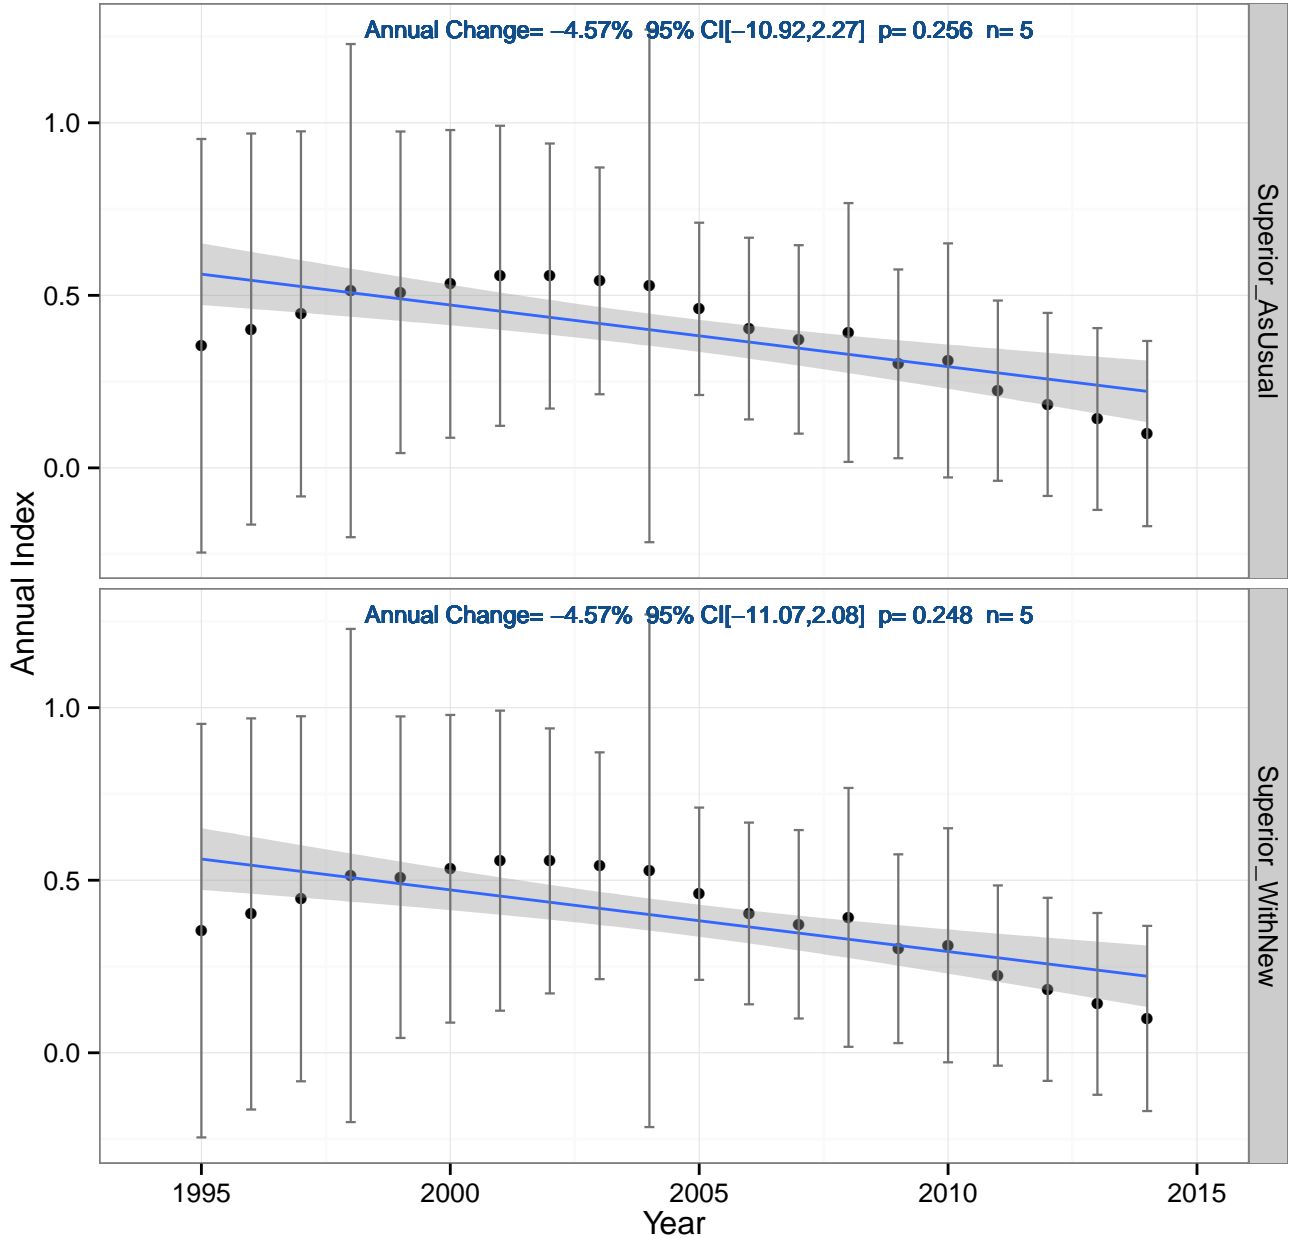 Annual Change= −4.57%  95% CI[−10.92,2.27]  p= 0.256  n= 5
1.0
0.5
0.0
Superior_AsUsual
Annual Index
Annual Change= −4.57%  95% CI[−11.07,2.08]  p= 0.248  n= 5
1.0
0.5
0.0
Superior_WithNew
1995
2000
2005
2010
2015
Year